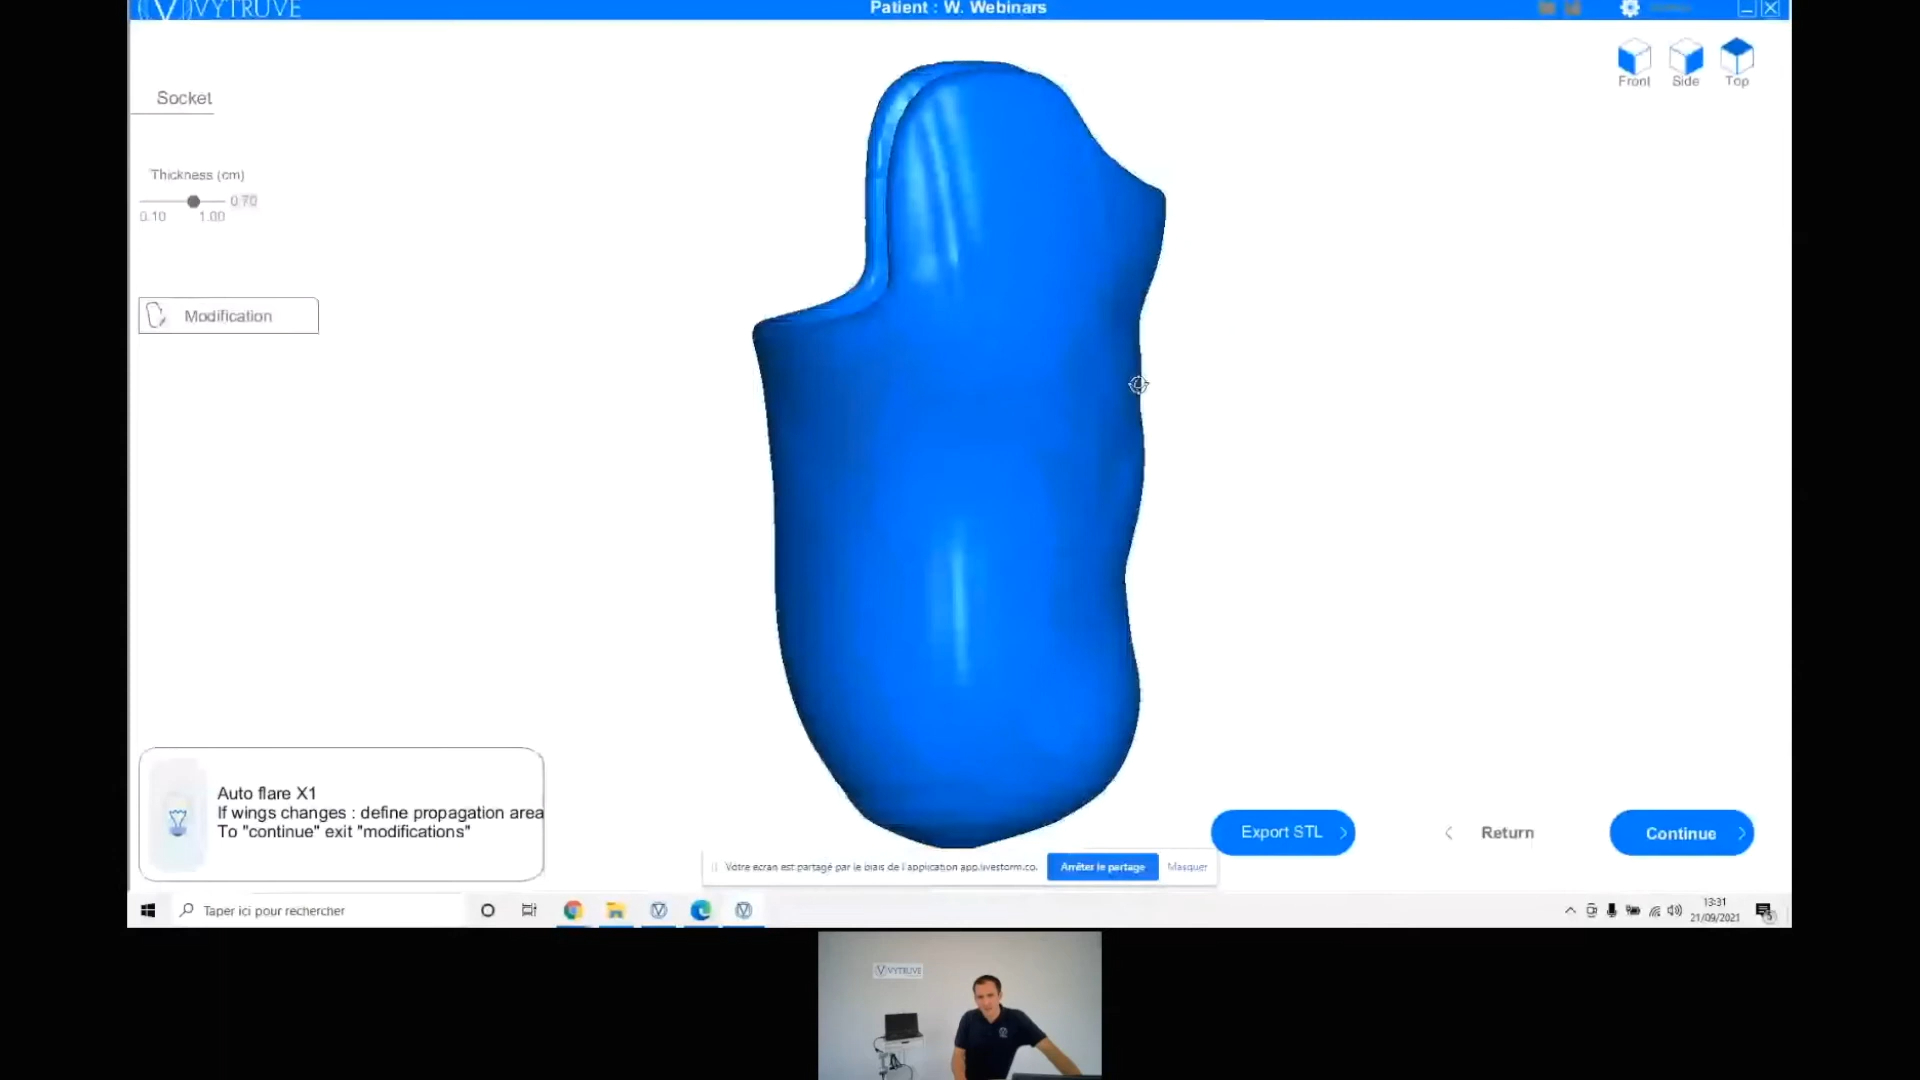 VYTRUVE
Patient : W. Webinars
Front
Side
Top
Socket
Thickness (cm)
0.70
0.10
1.00
Modification
Auto flare X1
If wings changes : define propagation area
To "continue" exit "modifications"
Export STL
Return
Continue
Votre écran est partagé par le biais de l'application app.livestorm.co.
Arrêter le partage
Masquer
Taper ici pour rechercher
13:31
21/09/2021
5
VYTRUVE